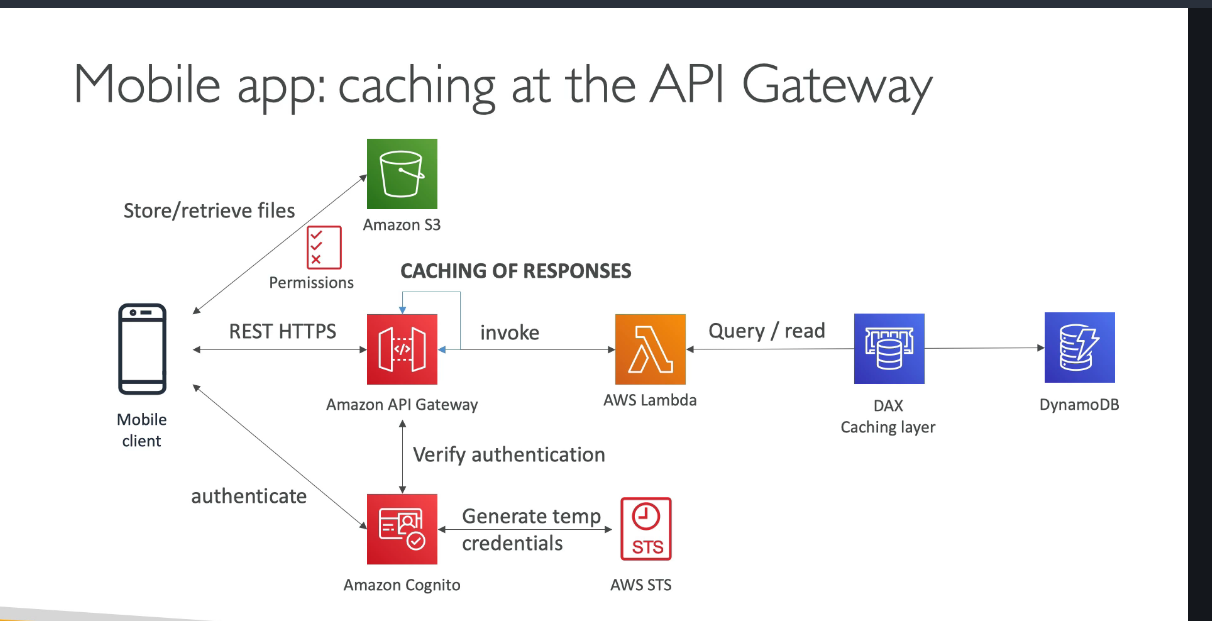 Mobile app: caching at the API Gateway
Store/retrieve files
Amazon S3
Permissions
CACHING OF RESPONSES
REST HTTPS
invoke
Query / read
Mobile
client
Amazon API Gateway
AWS Lambda
DAX
Caching layer
DynamoDB
Verify authentication
authenticate
Generate temp
credentials
STS
Amazon Cognito
AWS STS